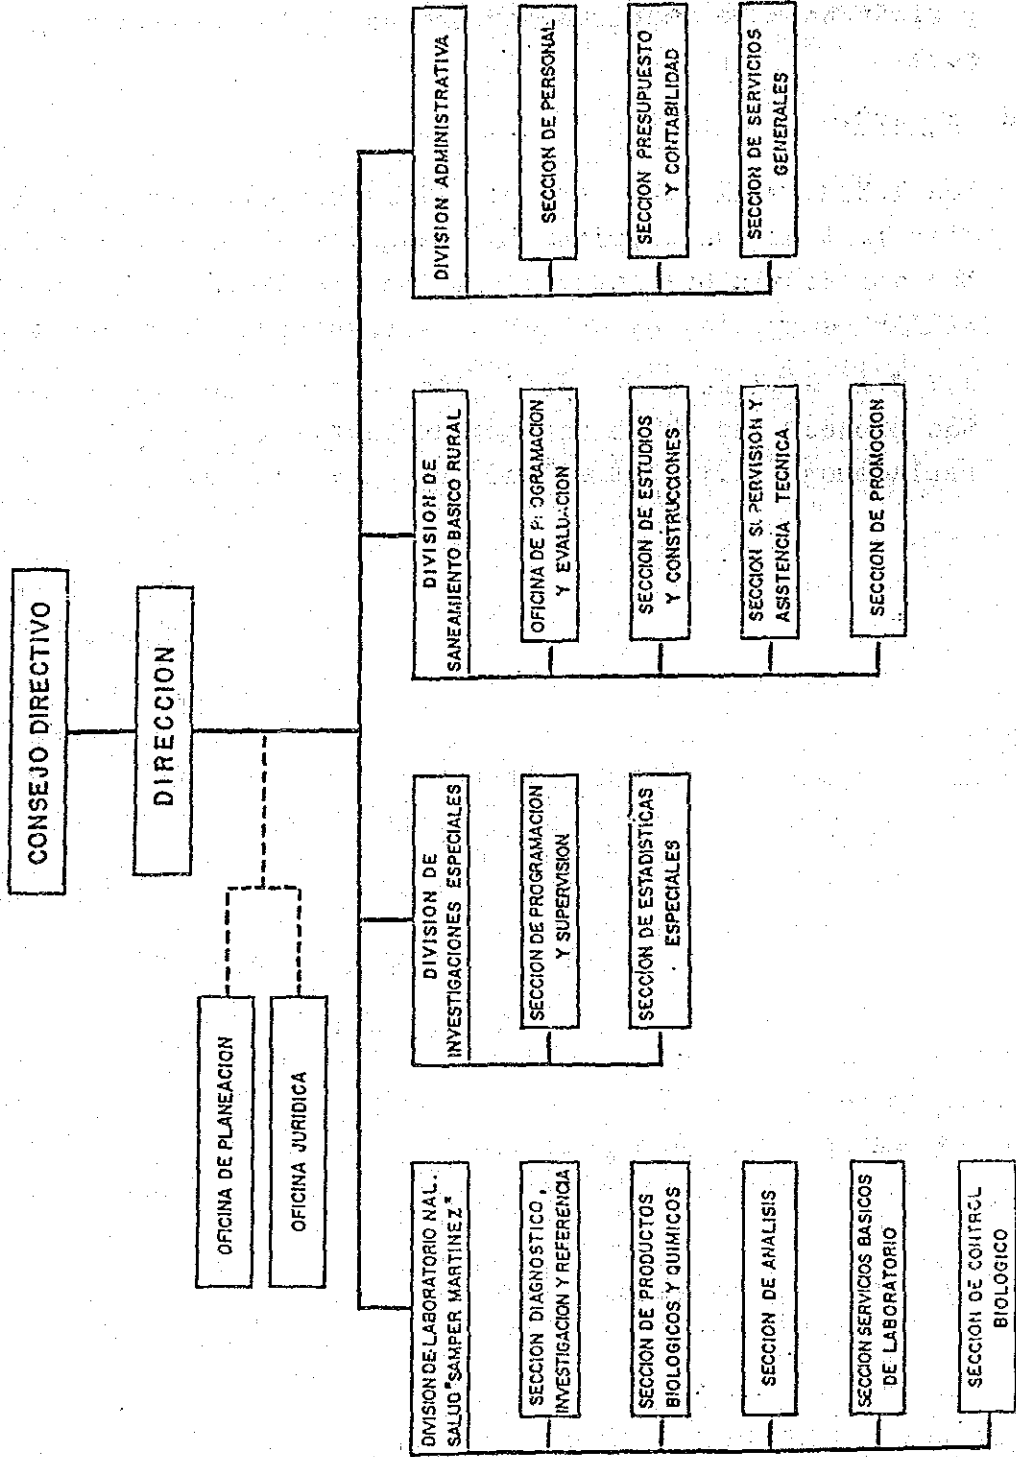 CONSEJO DIRECTIVO
DIRECCION
OFICINA DE PLANEACION
OFICINA JURIDICA
DIVISION DE LABORATORIO NAL.
SALUD "SAMPER MARTINEZ"
SECCION DIAGNOSTICO,
INVESTIGACION Y REFERENCIA
SECCION DE PRODUCTOS
BIOLOGICOS Y QUIMICOS
SECCION DE ANALISIS
SECCION SERVICIOS BASICOS
DE LABORATORIO
SECCION DE CONTROL
BIOLOGICO
DIVISION DE
INVESTIGACIONES ESPECIALES
SECCION DE PROGRAMACION
Y SUPERVISION
SECCION DE ESTADISTICAS
ESPECIALES
DIVISION DE
SANEAMIENTO BASICO RURAL
OFICINA DE PROGRAMACION
Y EVALUACION
SECCION DE ESTUDIOS
Y CONSTRUCCIONES
SECCION SUPERVISION Y
ASISTENCIA TECNICA
SECCION DE PROMOCION
DIVISION ADMINISTRATIVA
SECCION DE PERSONAL
SECCION PRESUPUESTO
Y CONTABILIDAD
SECCION DE SERVICIOS
GENERALES